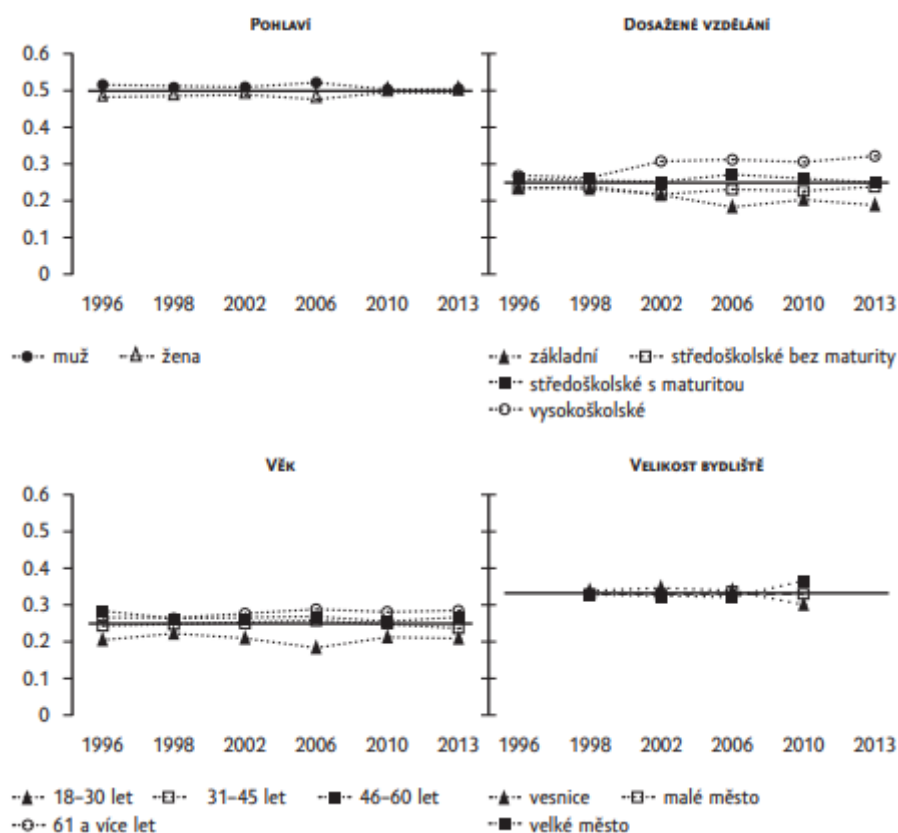 Pohlaví
Dosažené vzdělání
0.6
0.5
0.4
0.3
0.2
0.1
0
1996 1998 2002 2006 2010 2013
1996 1998 2002 2006 2010 2013
muž žena
základní středoškolské bez maturity
středoškolské s maturitou
vysokoškolské
Věk
Velikost bydliště
0.6
0.5
0.4
0.3
0.2
0.1
0
1996 1998 2002 2006 2010 2013
1996 1998 2002 2006 2010 2013
18–30 let 31–45 let 46–60 let
61 a více let
vesnice malé město
velké město